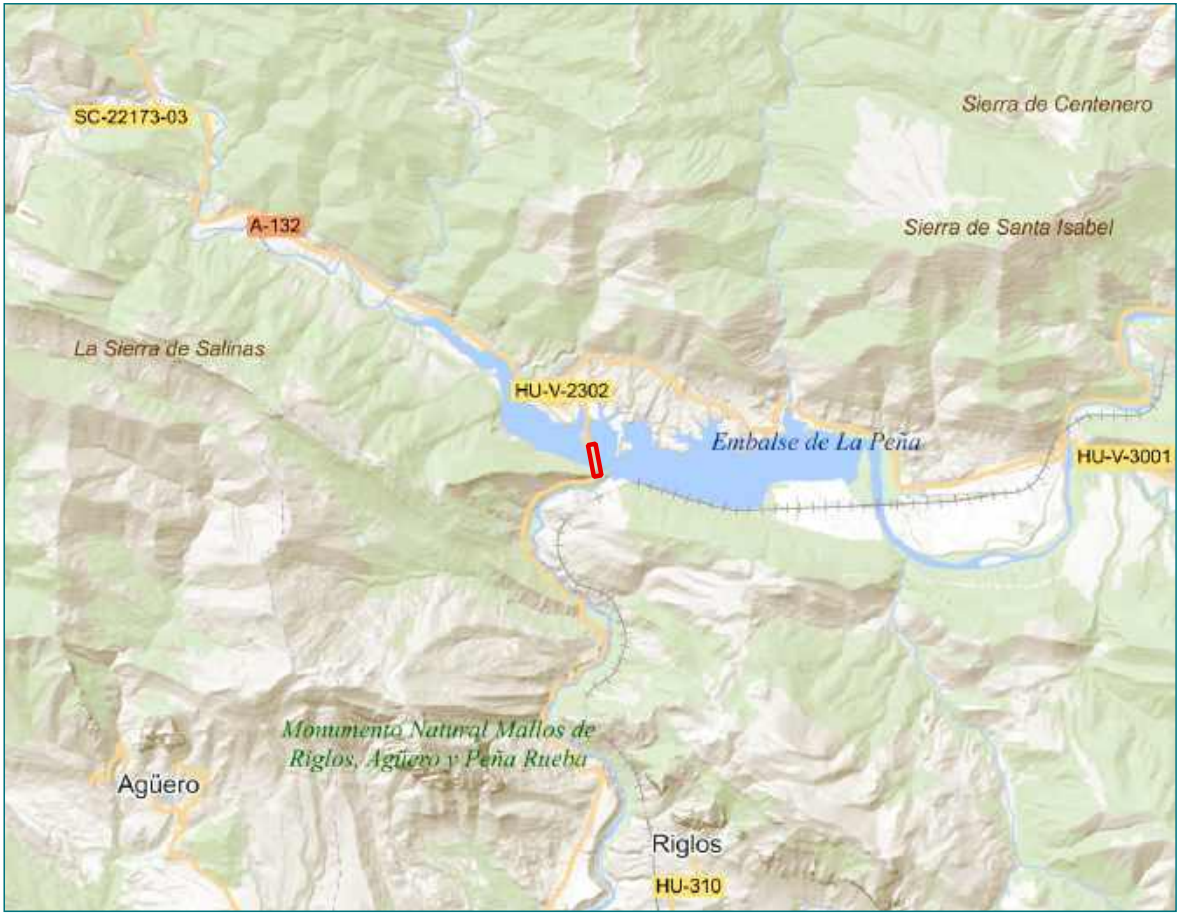 Sierra de Centenero
SC-22173-03
A-132
Sierra de Santa Isabel
La Sierra de Salinas
HU-V-2302
Embalse de La Peña
HU-V-3001
Monumento Natural Mallos de
Riglos, Agüero y Peña Rueba
Agüero
Riglos
HU-310